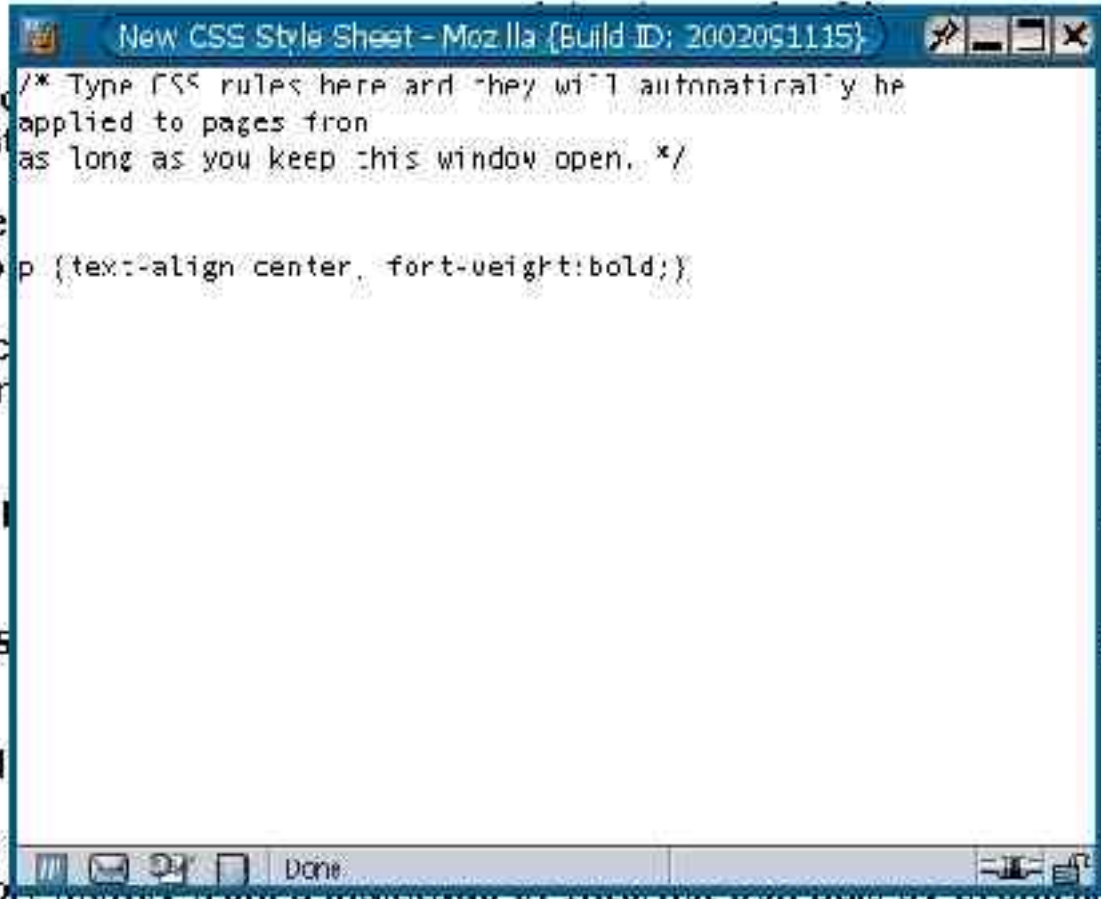 New CSS Style Sheet - Mozilla {Build ID: 2002091115}
/* Type CSS rules here and they will automatically be
applied to pages from
as long as you keep this window open. */
p {text-align:center; font-weight:bold;}
Done